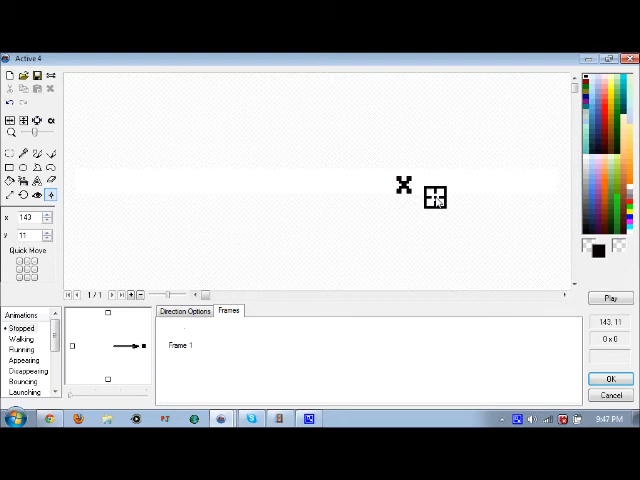 Active 4
x 143
y 11
Quick Move
1 / 1
Animations
Stopped
Walking
Running
Appearing
Disappearing
Bouncing
Launching
Direction Options
Frames
Frame 1
Play
143, 11
0 x 0
OK
Cancel
9:47 PM